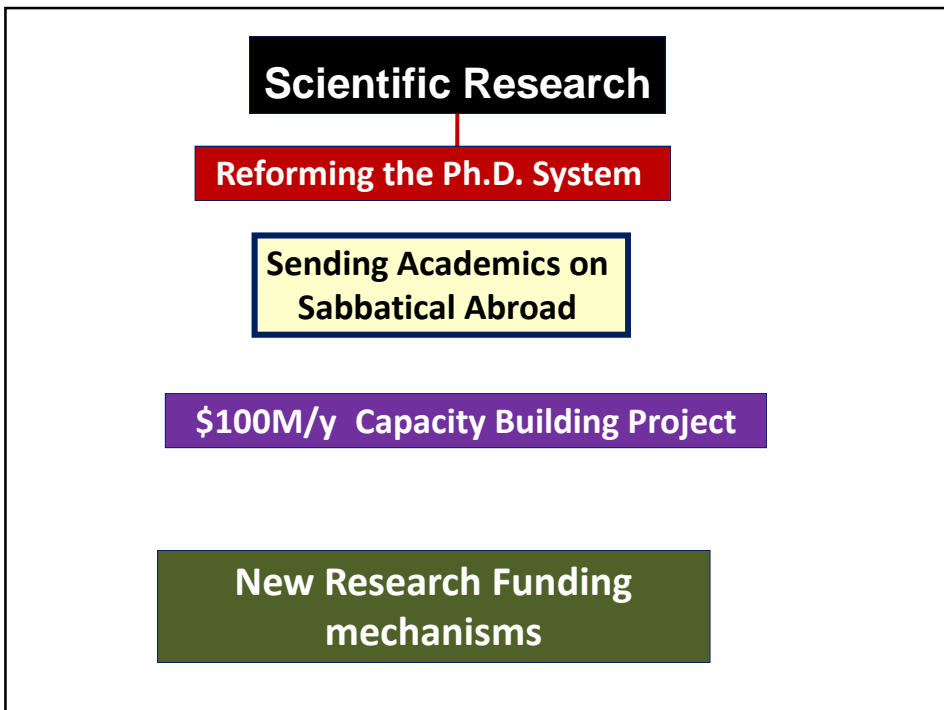 Scientific Research
Reforming the Ph.D. System
Sending Academics on
Sabbatical Abroad
$100M/y  Capacity Building Project
New Research Funding
mechanisms